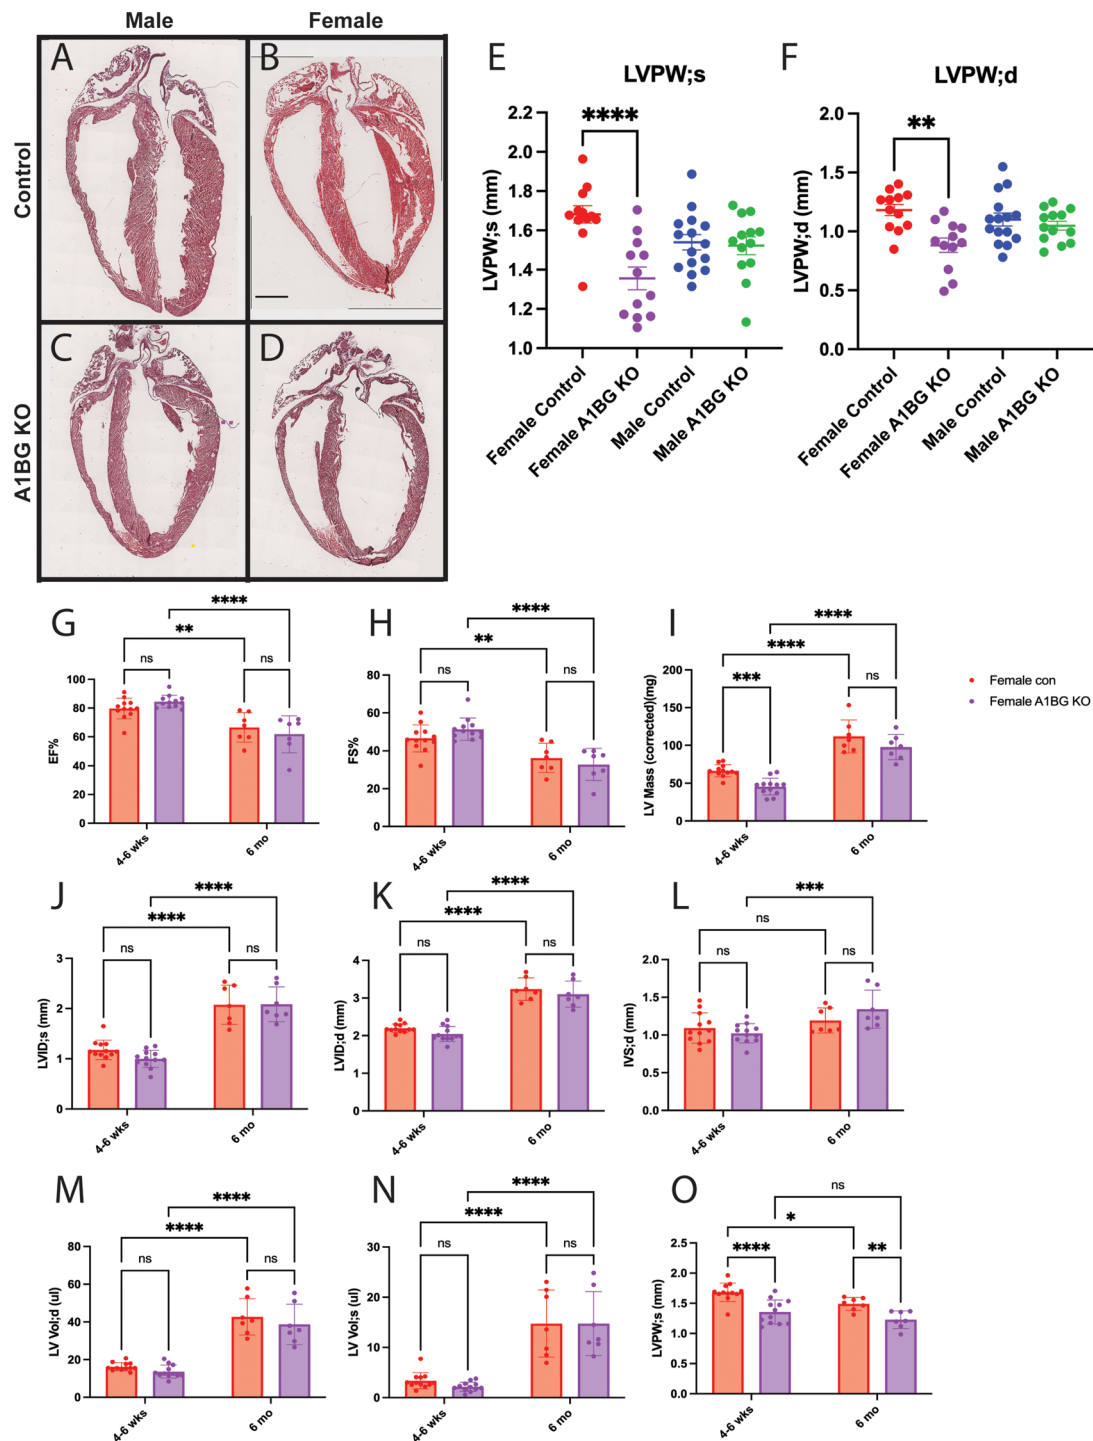 Male Female
Control
A1BG KO
A
B
C
D
E
LVPW;s
****
LVPW;s (mm)
2.2
2.0
1.8
1.6
1.4
1.2
1.0
Female Control
Female A1BG KO
Male Control
Male A1BG KO
F
LVPW;d
**
LVPW;d (mm)
2.0
1.5
1.0
0.5
0.0
Female Control
Female A1BG KO
Male Control
Male A1BG KO
G
****
**
ns ns
EF%
100
80
60
40
20
0
4-6 wks
6 mo
H
****
**
ns ns
FS%
80
60
40
20
0
4-6 wks
6 mo
I
****
****
***
ns
LV Mass (corrected)(mg)
200
150
100
50
0
4-6 wks
6 mo
Female con
Female A1BG KO
J
****
****
ns ns
LVID;s (mm)
3
2
1
0
4-6 wks
6 mo
K
****
****
ns ns
LVID;d (mm)
4
3
2
1
0
4-6 wks
6 mo
L
***
ns
ns ns
IVS;d (mm)
2.0
1.5
1.0
0.5
0.0
4-6 wks
6 mo
M
****
****
ns ns
LV Vol;d (ul)
80
60
40
20
0
4-6 wks
6 mo
N
****
****
ns ns
LV Vol;s (ul)
30
20
10
0
4-6 wks
6 mo
O
ns
*
**** **
LVPW;s (mm)
2.5
2.0
1.5
1.0
0.5
0.0
4-6 wks
6 mo